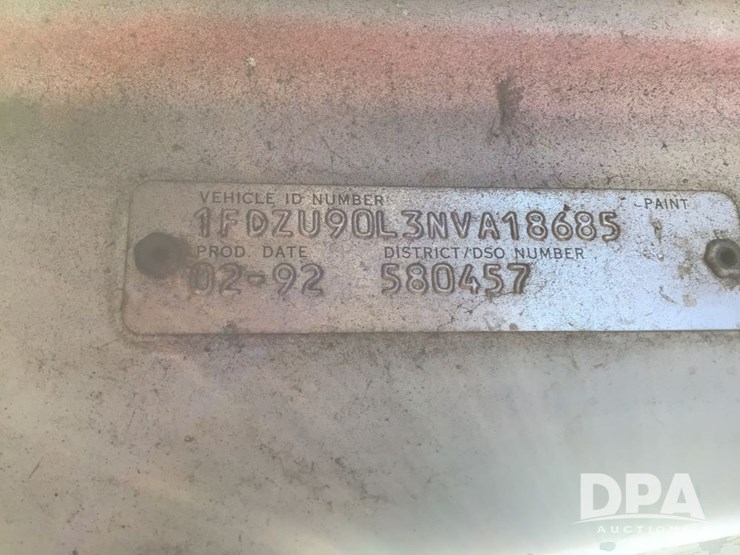 VEHICLE ID NUMBER PAINT
1FDZU90L3NVA18685
PROD. DATE DISTRICT/DSO NUMBER
02-92 580457
DPA
AUCTIONS